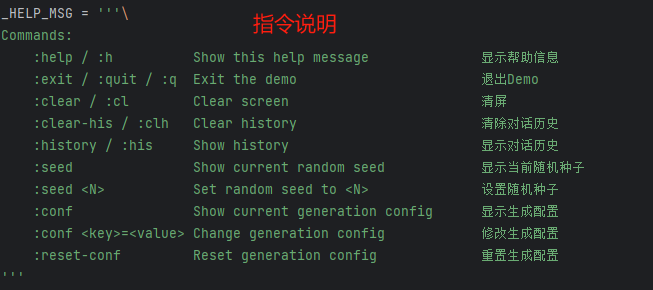 _HELP_MSG = '''\
指令说明
Commands:
    :help / :h          Show this help message              显示帮助信息
    :exit / :quit / :q  Exit the demo                       退出Demo
    :clear / :cl        Clear screen                        清屏
    :clear-his / :clh   Clear history                       清除对话历史
    :history / :his     Show history                        显示对话历史
    :seed               Show current random seed            显示当前随机种子
    :seed <N>           Set random seed to <N>              设置随机种子
    :conf               Show current generation config      显示生成配置
    :conf <key>=<value> Change generation config            修改生成配置
    :reset-conf         Reset generation config             重置生成配置
'''